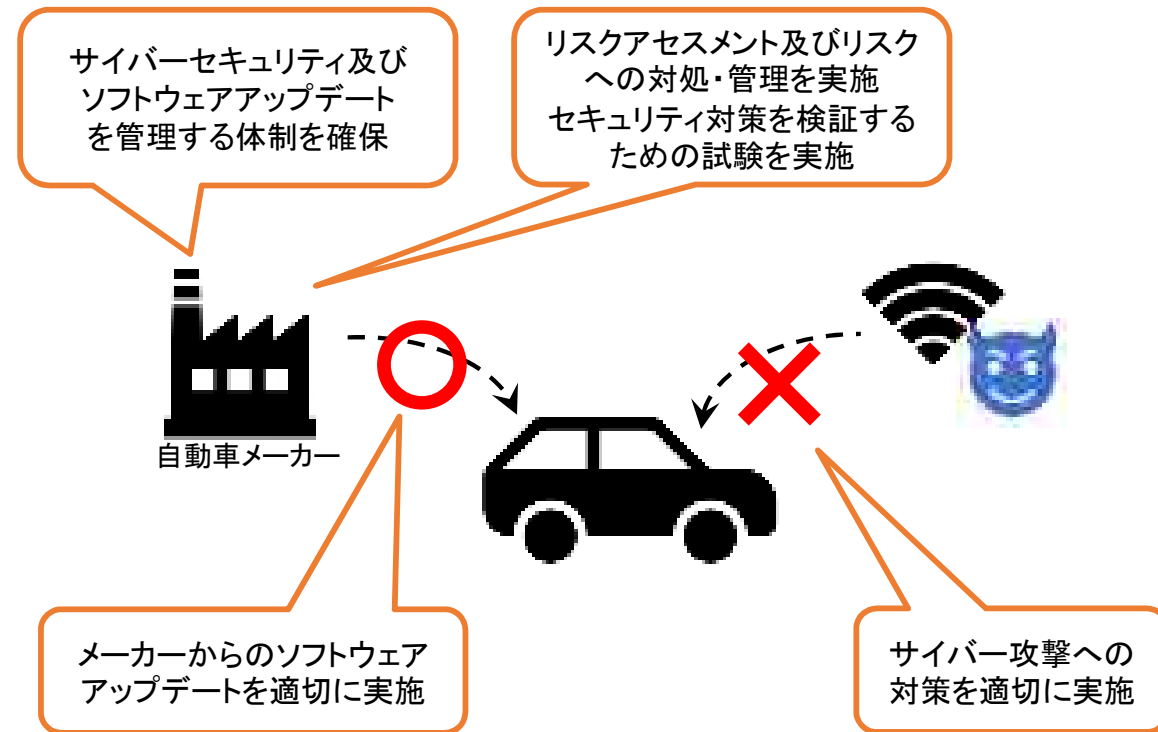 サイバーセキュリティ及び
ソフトウェアアップデート
を管理する体制を確保
リスクアセスメント及びリスク
への対処・管理を実施
セキュリティ対策を検証する
ための試験を実施
自動車メーカー
メーカーからのソフトウェア
アップデートを適切に実施
サイバー攻撃への
対策を適切に実施